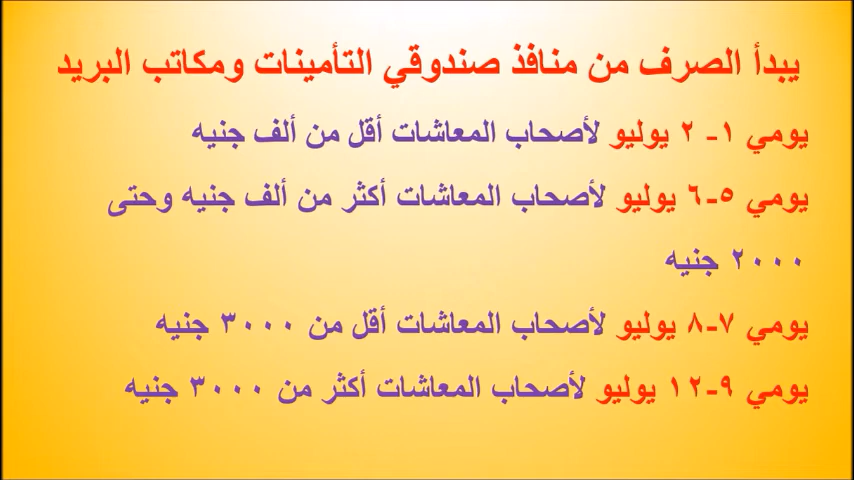 يبدأ الصرف من منافذ صندوقي التأمينات ومكاتب البريد
يومي ١- ٢ يوليو لأصحاب المعاشات أقل من ألف جنيه
يومي ٥-٦ يوليو لأصحاب المعاشات أكثر من ألف جنيه وحتى
٢٠٠٠ جنيه
يومي ٧-٨ يوليو لأصحاب المعاشات أقل من ٣٠٠٠ جنيه
يومي ٩-١٢ يوليو لأصحاب المعاشات أكثر من ٣٠٠٠ جنيه